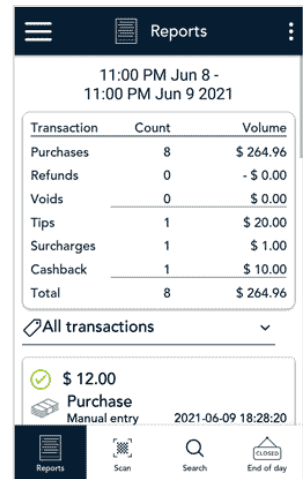 Reports
11:00 PM Jun 8 -
11:00 PM Jun 9 2021
Transaction Count Volume
Purchases 8 $ 264.96
Refunds 0 - $ 0.00
Voids 0 $ 0.00
Tips 1 $ 20.00
Surcharges 1 $ 1.00
Cashback 1 $ 10.00
Total 8 $ 264.96
All transactions
$ 12.00
Purchase
Manual entry 2021-06-09 18:28:20
CLOSED
Reports Scan Search End of day